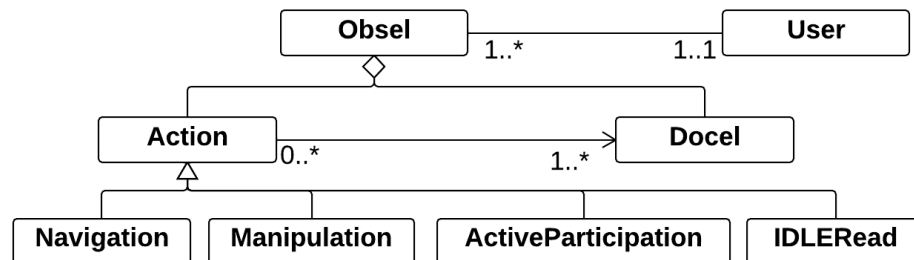 Obsel
User
1..*
1..1
Action
Docel
0..*
1..*
Navigation
Manipulation
ActiveParticipation
IDLERead